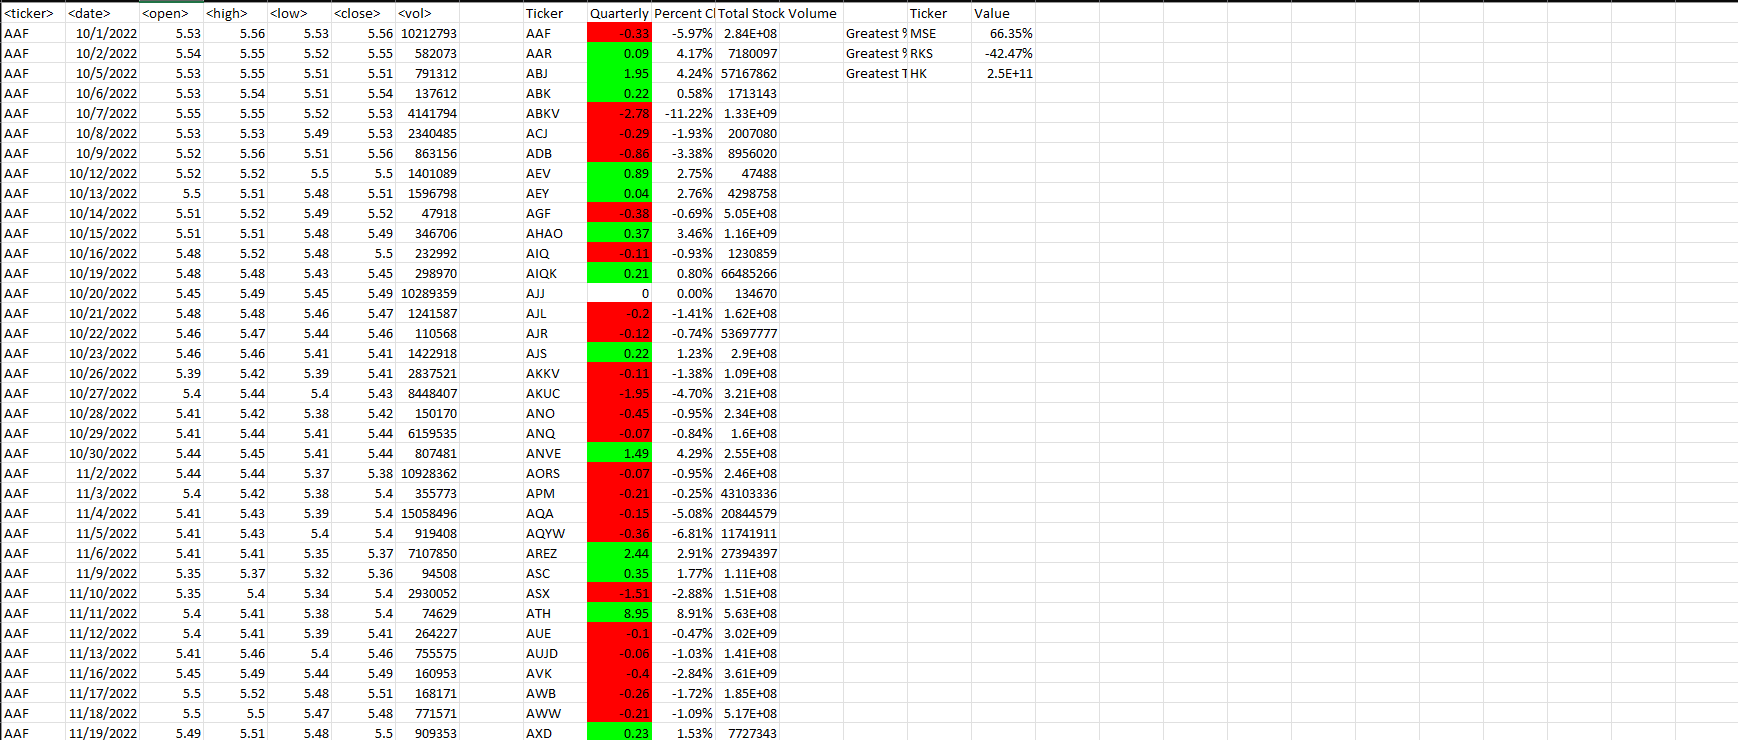 <ticker> <date> <open> <high> <low> <close> <vol> Ticker Quarterly Percent C Total Stock Volume Ticker Value
AAF 10/1/2022 5.53 5.56 5.53 5.56 10212793 AAF -0.33 -5.97% 2.84E+08 Greatest % MSE 66.35%
AAF 10/2/2022 5.54 5.55 5.52 5.55 582073 AAR 0.09 4.17% 7180097 Greatest % RKS -42.47%
AAF 10/5/2022 5.53 5.55 5.51 5.51 791312 ABJ 1.95 4.24% 57167862 Greatest T HK 2.5E+11
AAF 10/6/2022 5.53 5.54 5.51 5.54 137612 ABK 0.22 0.58% 1713143
AAF 10/7/2022 5.55 5.55 5.52 5.53 4141794 ABKV -2.78 -11.22% 1.33E+09
AAF 10/8/2022 5.53 5.53 5.49 5.53 2340485 ACJ -0.29 -1.93% 2007080
AAF 10/9/2022 5.52 5.56 5.51 5.56 863156 ADB -0.86 -3.38% 8956020
AAF 10/12/2022 5.52 5.52 5.5 5.5 1401089 AEV 0.89 2.75% 47488
AAF 10/13/2022 5.5 5.51 5.48 5.51 1596798 AEY 0.04 2.76% 4298758
AAF 10/14/2022 5.51 5.52 5.49 5.52 47918 AGF -0.38 -0.69% 5.05E+08
AAF 10/15/2022 5.51 5.51 5.48 5.49 346706 AHAO 0.37 3.46% 1.16E+09
AAF 10/16/2022 5.48 5.52 5.48 5.5 232992 AIQ -0.11 -0.93% 1230859
AAF 10/19/2022 5.48 5.48 5.43 5.45 298970 AIQK 0.21 0.80% 66485266
AAF 10/20/2022 5.45 5.49 5.45 5.49 10289359 AJJ 0 0.00% 134670
AAF 10/21/2022 5.48 5.48 5.46 5.47 1241587 AJL -0.2 -1.41% 1.62E+08
AAF 10/22/2022 5.46 5.47 5.44 5.46 110568 AJR -0.12 -0.74% 53697777
AAF 10/23/2022 5.46 5.46 5.41 5.41 1422918 AJS 0.22 1.23% 2.9E+08
AAF 10/26/2022 5.39 5.42 5.39 5.41 2837521 AKKV -0.11 -1.38% 1.09E+08
AAF 10/27/2022 5.4 5.44 5.4 5.43 8448407 AKUC -1.95 -4.70% 3.21E+08
AAF 10/28/2022 5.41 5.42 5.38 5.42 150170 ANO -0.45 -0.95% 2.34E+08
AAF 10/29/2022 5.41 5.44 5.41 5.44 6159535 ANQ -0.07 -0.84% 1.6E+08
AAF 10/30/2022 5.44 5.45 5.41 5.44 807481 ANVE 1.49 4.29% 2.55E+08
AAF 11/2/2022 5.44 5.44 5.37 5.38 10928362 AORS -0.07 -0.95% 2.46E+08
AAF 11/3/2022 5.4 5.42 5.38 5.4 355773 APM -0.21 -0.25% 43103336
AAF 11/4/2022 5.41 5.43 5.39 5.4 15058496 AQA -0.15 -5.08% 20844579
AAF 11/5/2022 5.41 5.43 5.4 5.4 919408 AQYW -0.36 -6.81% 11741911
AAF 11/6/2022 5.41 5.41 5.35 5.37 7107850 AREZ 2.44 2.91% 27394397
AAF 11/9/2022 5.35 5.37 5.32 5.36 94508 ASC 0.35 1.77% 1.11E+08
AAF 11/10/2022 5.35 5.4 5.34 5.4 2930052 ASX -1.51 -2.88% 1.51E+08
AAF 11/11/2022 5.4 5.41 5.38 5.4 74629 ATH 8.95 8.91% 5.63E+08
AAF 11/12/2022 5.4 5.41 5.39 5.41 264227 AUE -0.1 -0.47% 3.02E+09
AAF 11/13/2022 5.41 5.46 5.4 5.46 755575 AUJD -0.06 -1.03% 1.41E+08
AAF 11/16/2022 5.45 5.49 5.44 5.49 160953 AVK -0.4 -2.84% 3.61E+09
AAF 11/17/2022 5.5 5.52 5.48 5.51 168171 AWB -0.26 -1.72% 1.85E+08
AAF 11/18/2022 5.5 5.5 5.47 5.48 771571 AWW -0.21 -1.09% 5.17E+08
AAF 11/19/2022 5.49 5.51 5.48 5.5 909353 AXD 0.23 1.53% 7727343